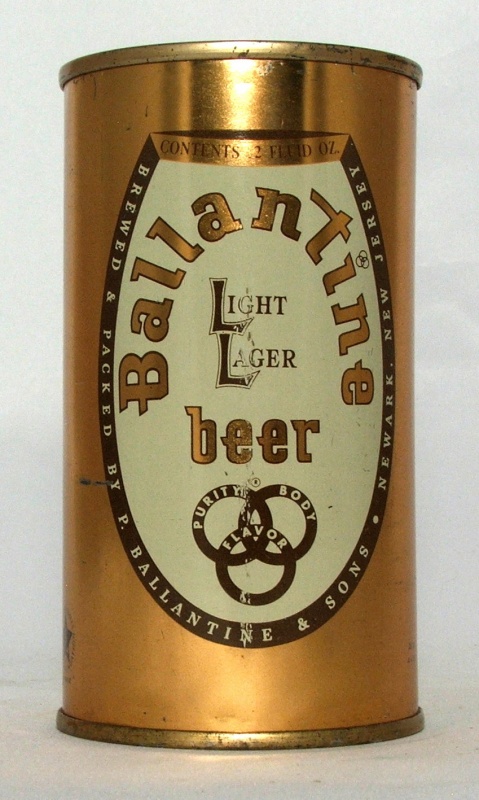 CONTENTS 12 FLUID OZ.
Ballantine
LIGHT
LAGER
beer
PURITY BODY
FLAVOR
BREWED & PACKED BY P. BALLANTINE & SONS • NEWARK, NEW JERSEY